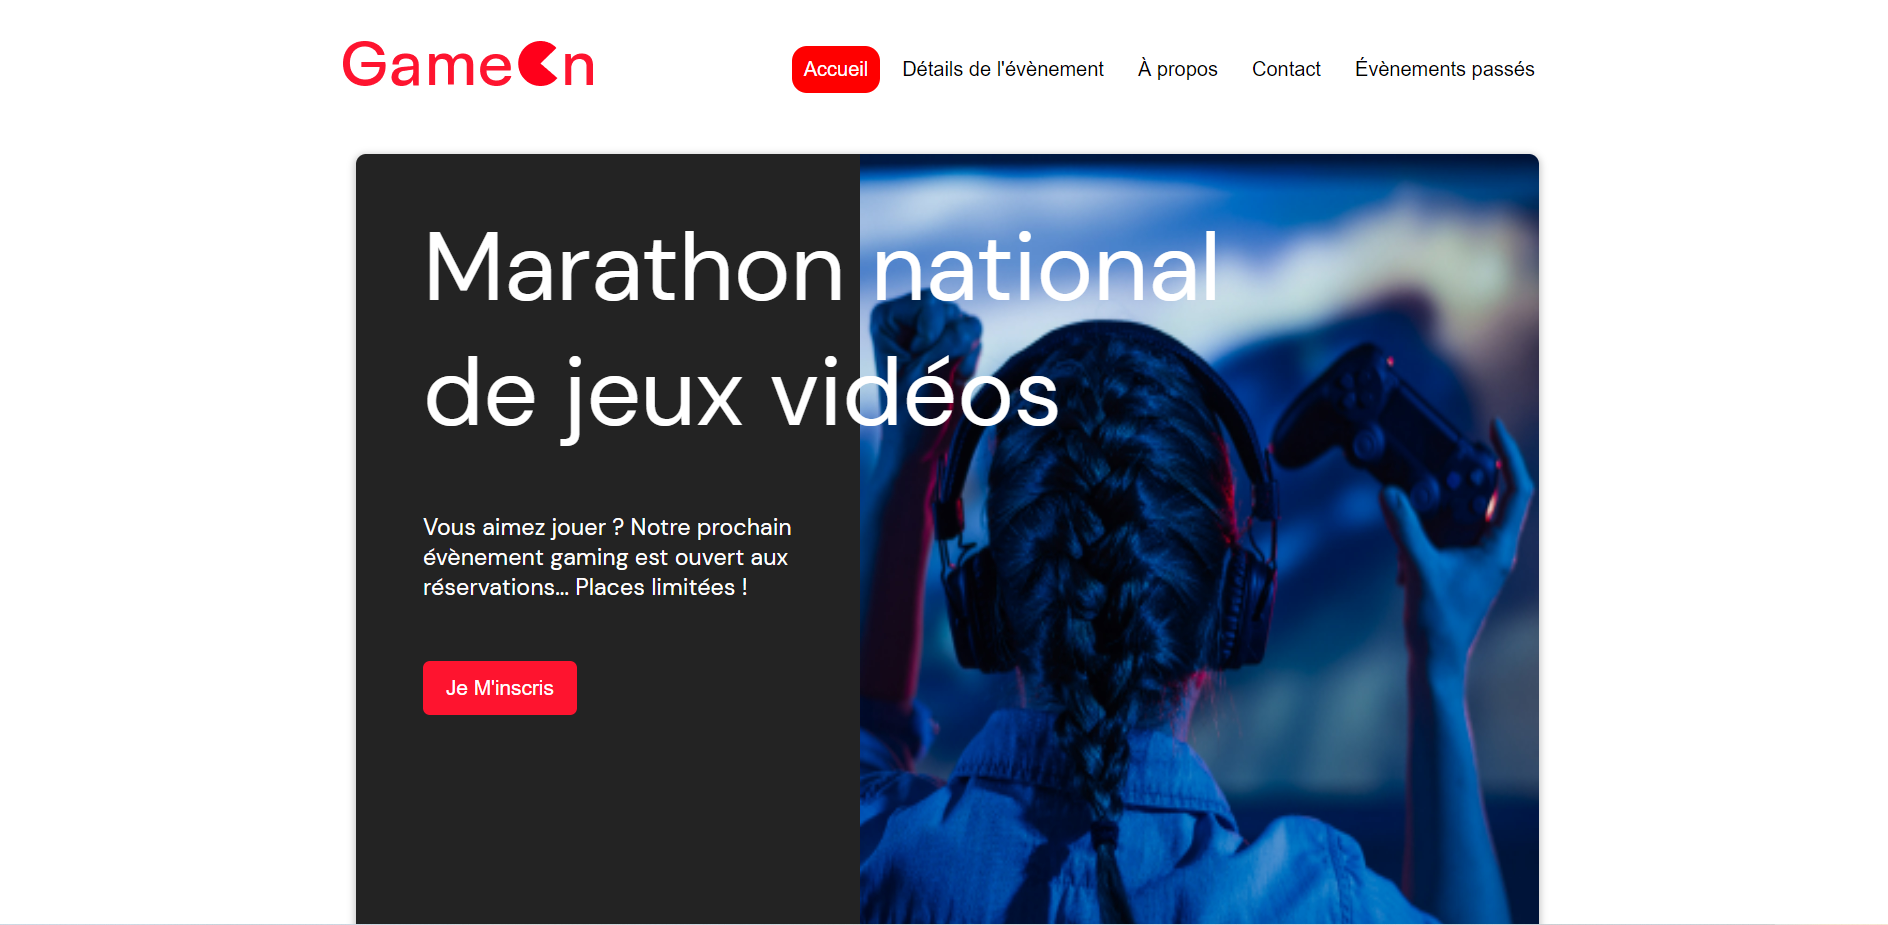 GameOn
Accueil Détails de l'évènement À propos Contact Évènements passés
Marathon national
de jeux vidéos
Vous aimez jouer ? Notre prochain
évènement gaming est ouvert aux
réservations... Places limitées !
Je M'inscris